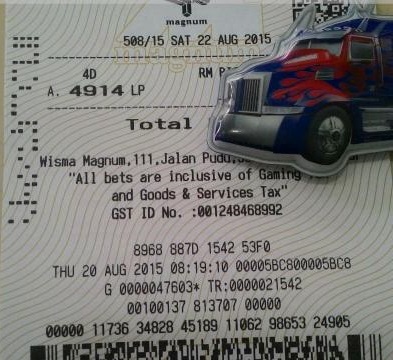 magnum
508/15 SAT 22 AUG 2015
4D RM
A. 4914 LP
Total
Wisma Magnum,111,Jalan Pudu,
"All bets are inclusive of Gaming
and Goods & Services Tax"
GST ID No. :001248468992
8968 887D 1542 53F0
THU 20 AUG 2015 08:19:10 00005BC800005BC8
G 0000047603* TR:0000021542
00100137 813707 00000
00000 11736 34828 45189 11062 98653 24905